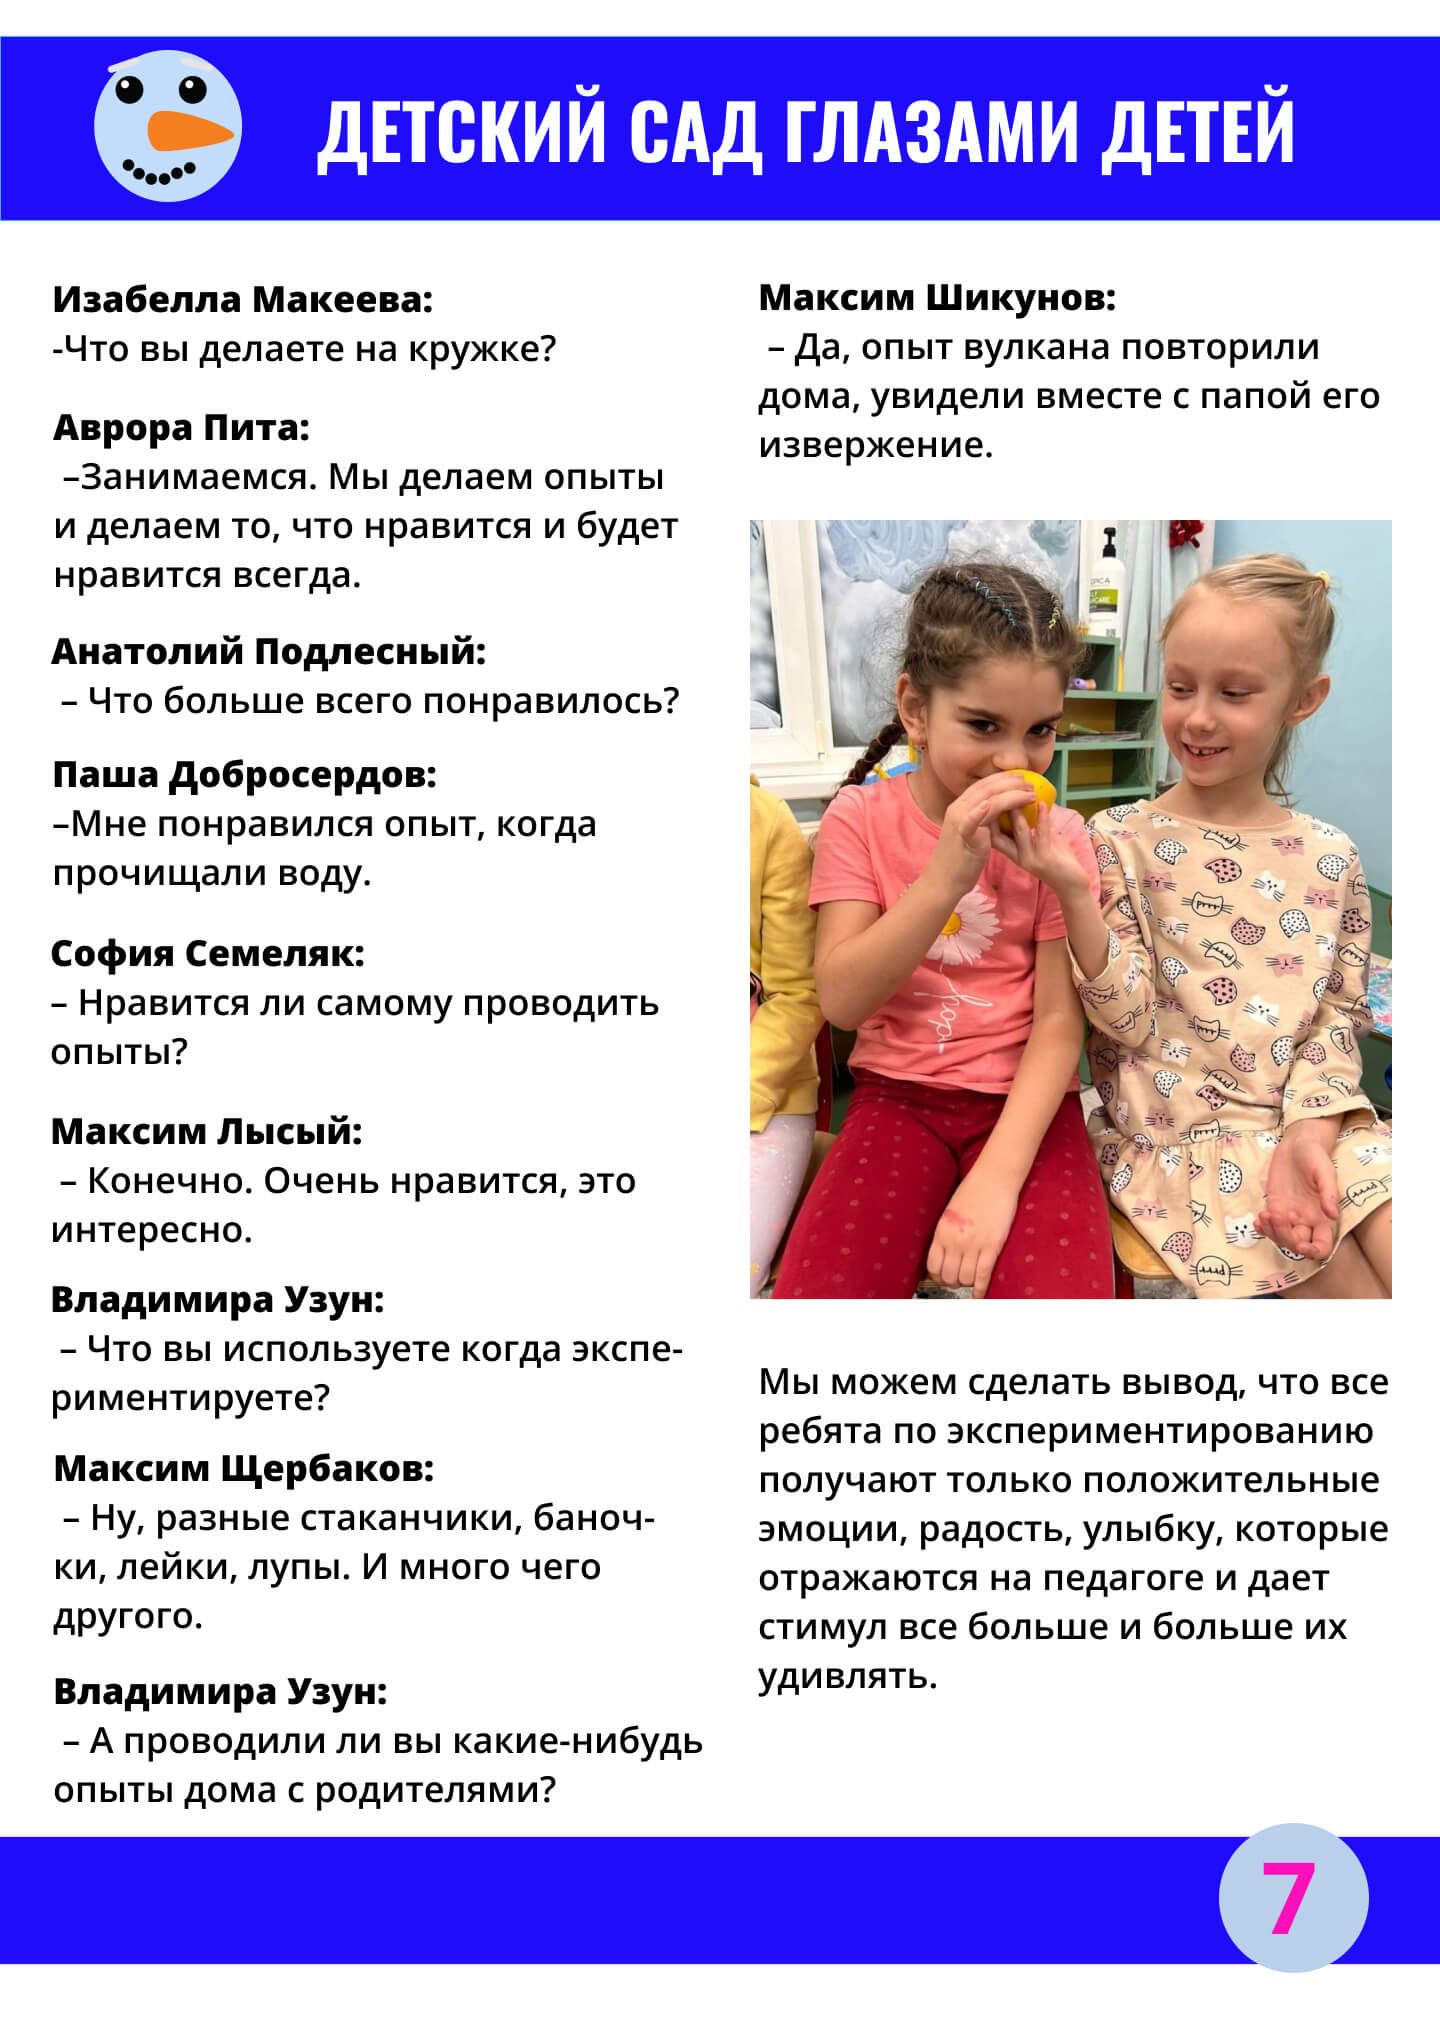 ДЕТСКИЙ САД ГЛАЗАМИ ДЕТЕЙ
Изабелла Макеева:
-Что вы делаете на кружке?
Аврора Пита:
–Занимаемся. Мы делаем опыты
и делаем то, что нравится и будет
нравится всегда.
Анатолий Подлесный:
– Что больше всего понравилось?
Паша Добросердов:
–Мне понравился опыт, когда
прочищали воду.
София Семеляк:
– Нравится ли самому проводить
опыты?
Максим Лысый:
– Конечно. Очень нравится, это
интересно.
Владимира Узун:
– Что вы используете когда экспе-
риментируете?
Максим Щербаков:
– Ну, разные стаканчики, баноч-
ки, лейки, лупы. И много чего
другого.
Владимира Узун:
– А проводили ли вы какие-нибудь
опыты дома с родителями?
Максим Шикунов:
– Да, опыт вулкана повторили
дома, увидели вместе с папой его
извержение.
Мы можем сделать вывод, что все
ребята по экспериментированию
получают только положительные
эмоции, радость, улыбку, которые
отражаются на педагоге и дает
стимул все больше и больше их
удивлять.
7